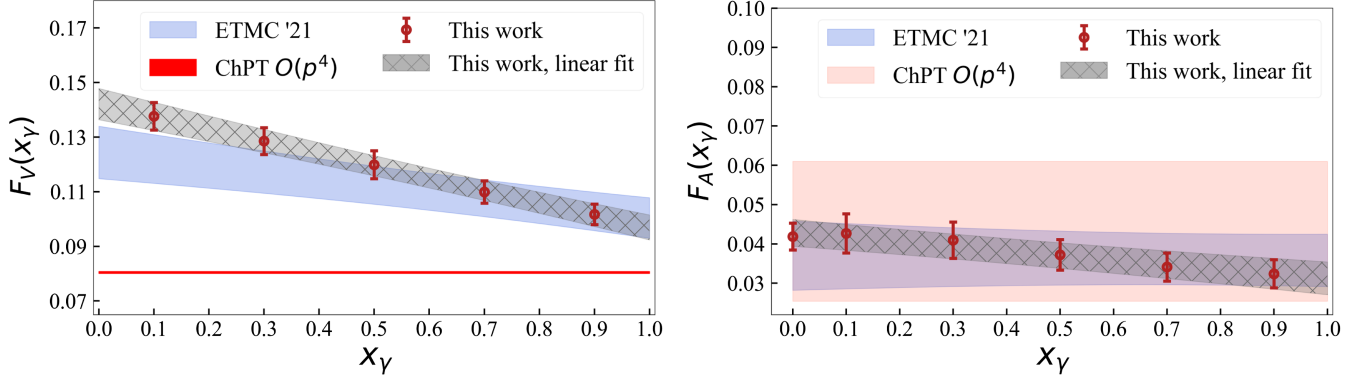 0.17
0.15
0.13
0.11
0.09
0.07
F_V(x_γ)
ETMC '21
ChPT O(p⁴)
This work
This work, linear fit
0.0 0.1 0.2 0.3 0.4 0.5 0.6 0.7 0.8 0.9 1.0
x_γ
0.10
0.09
0.08
0.07
0.06
0.05
0.04
0.03
F_A(x_γ)
ETMC '21
ChPT O(p⁴)
This work
This work, linear fit
0.0 0.1 0.2 0.3 0.4 0.5 0.6 0.7 0.8 0.9 1.0
x_γ